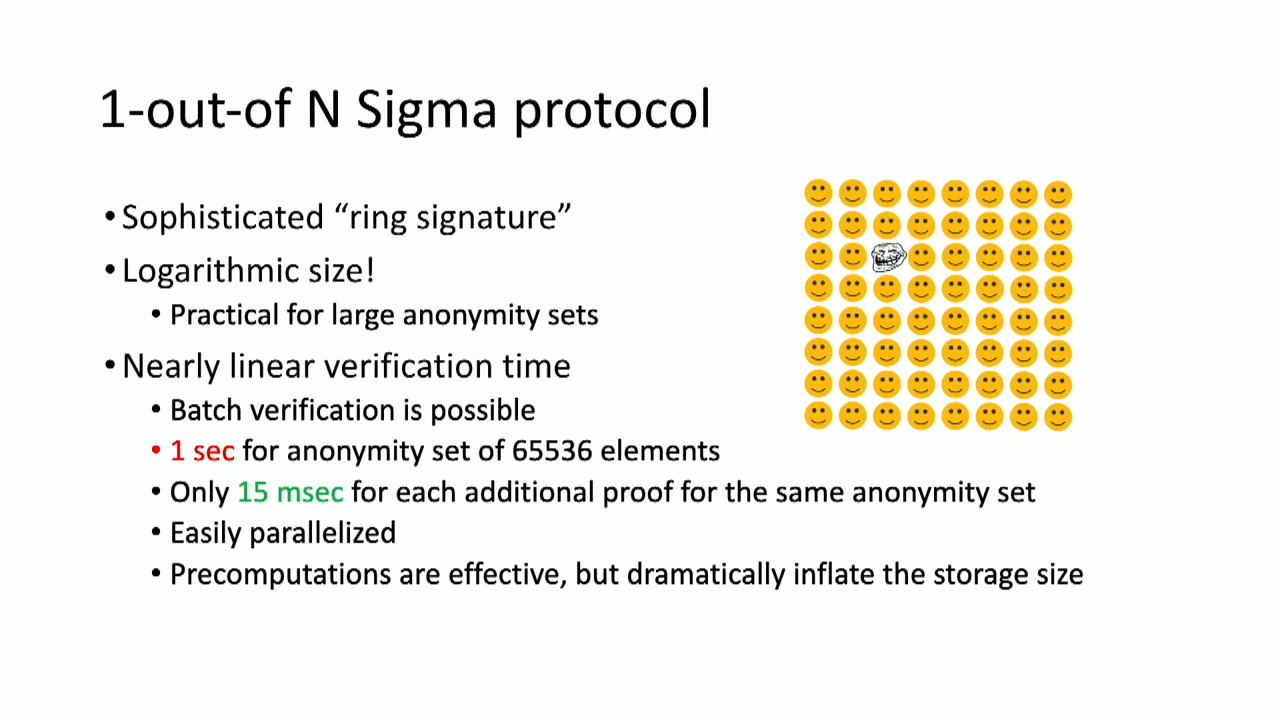 1-out-of N Sigma protocol
• Sophisticated “ring signature”
• Logarithmic size!
• Practical for large anonymity sets
• Nearly linear verification time
• Batch verification is possible
• 1 sec for anonymity set of 65536 elements
• Only 15 msec for each additional proof for the same anonymity set
• Easily parallelized
• Precomputations are effective, but dramatically inflate the storage size